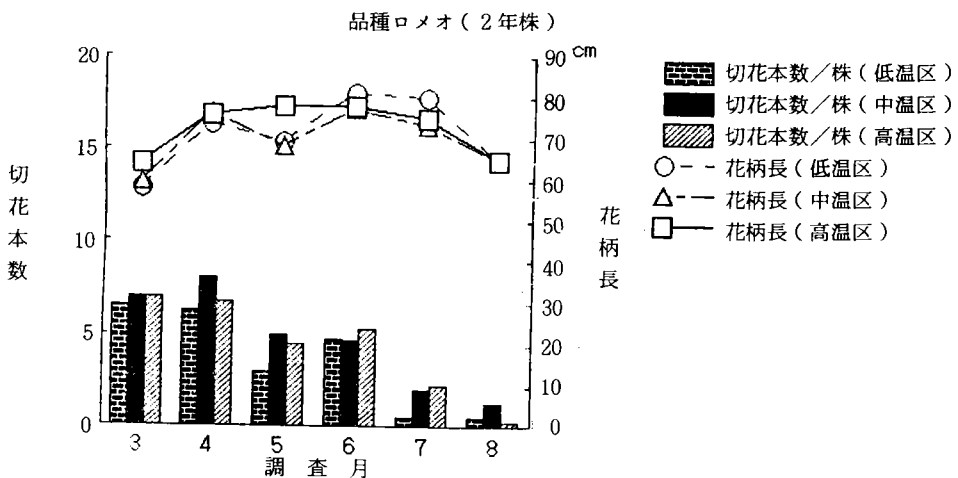 品種ロメオ(2年株)
20
15
10
5
0
切花本数
90 cm
80
70
60
50
40
30
20
10
0
花柄長
3 4 5 6 7 8
調査月
切花本数/株(低温区)
切花本数/株(中温区)
切花本数/株(高温区)
花柄長(低温区)
花柄長(中温区)
花柄長(高温区)